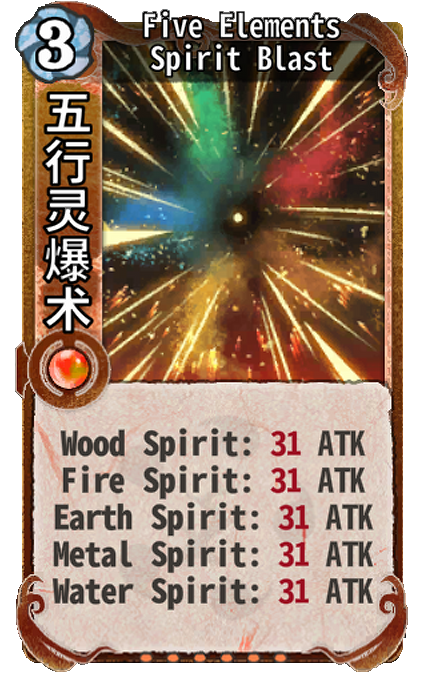 3
Five Elements
Spirit Blast
五行灵爆术
Wood Spirit: 31 ATK
Fire Spirit: 31 ATK
Earth Spirit: 31 ATK
Metal Spirit: 31 ATK
Water Spirit: 31 ATK